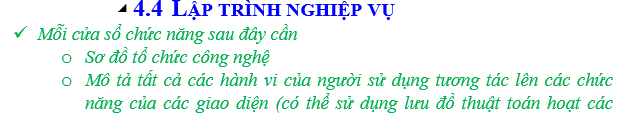 4.4 LẬP TRÌNH NGHIỆP VỤ
✓ Mỗi cửa sổ chức năng sau đây cần
o Sơ đồ tổ chức công nghệ
o Mô tả tất cả các hành vi của người sử dụng tương tác lên các chức
năng của các giao diện (có thể sử dụng lưu đồ thuật toán hoạt các